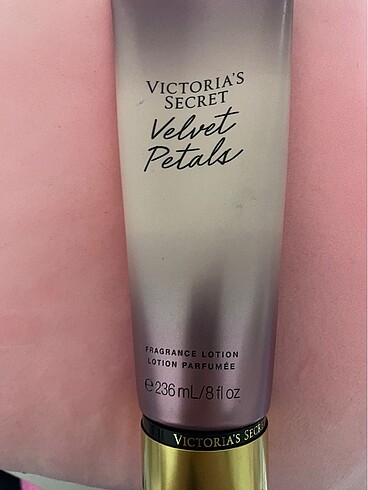 VICTORIA'S
SECRET
Velvet
Petals
FRAGRANCE LOTION
LOTION PARFUMÉE
℮236 mL/8 fl oz
VICTORIA'S SECRET